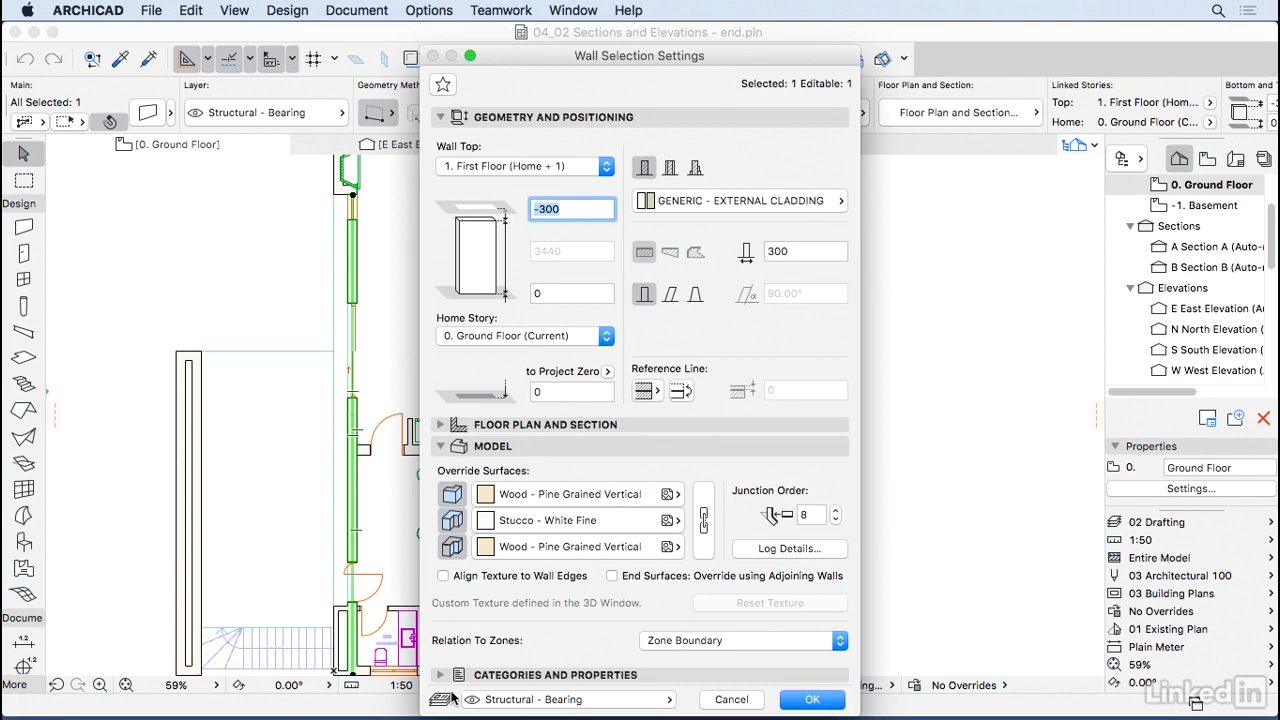 ARCHICAD File Edit View Design Document Options Teamwork Window Help
04_02 Sections and Elevations - end.pln
Wall Selection Settings
Selected: 1 Editable: 1
Main:
All Selected: 1
Layer:
Structural - Bearing
Geometry Metho
Floor Plan and Section:
Floor Plan and Section...
Linked Stories:
Top: 1. First Floor (Hom...
Home: 0. Ground Floor (C...
Bottom and
[0. Ground Floor]
[E East E
Design
Docume
More
GEOMETRY AND POSITIONING
Wall Top:
1. First Floor (Home + 1)
-300
3440
0
Home Story:
0. Ground Floor (Current)
to Project Zero
0
GENERIC - EXTERNAL CLADDING
300
90.00°
Reference Line:
0
FLOOR PLAN AND SECTION
MODEL
Override Surfaces:
Wood - Pine Grained Vertical
Stucco - White Fine
Wood - Pine Grained Vertical
Junction Order:
8
Log Details...
Align Texture to Wall Edges
End Surfaces: Override using Adjoining Walls
Custom Texture defined in the 3D Window.
Reset Texture
Relation To Zones:
Zone Boundary
CATEGORIES AND PROPERTIES
Structural - Bearing
Cancel
OK
0. Ground Floor
-1. Basement
Sections
A Section A (Auto-
B Section B (Auto-
Elevations
E East Elevation (A
N North Elevation (
S South Elevation (
W West Elevation (
Properties
0. Ground Floor
Settings...
02 Drafting
1:50
Entire Model
03 Architectural 100
03 Building Plans
No Overrides
01 Existing Plan
Plain Meter
59%
0.00°
59% 0.00° 1:50
ing... No Overrides
LinkedIn